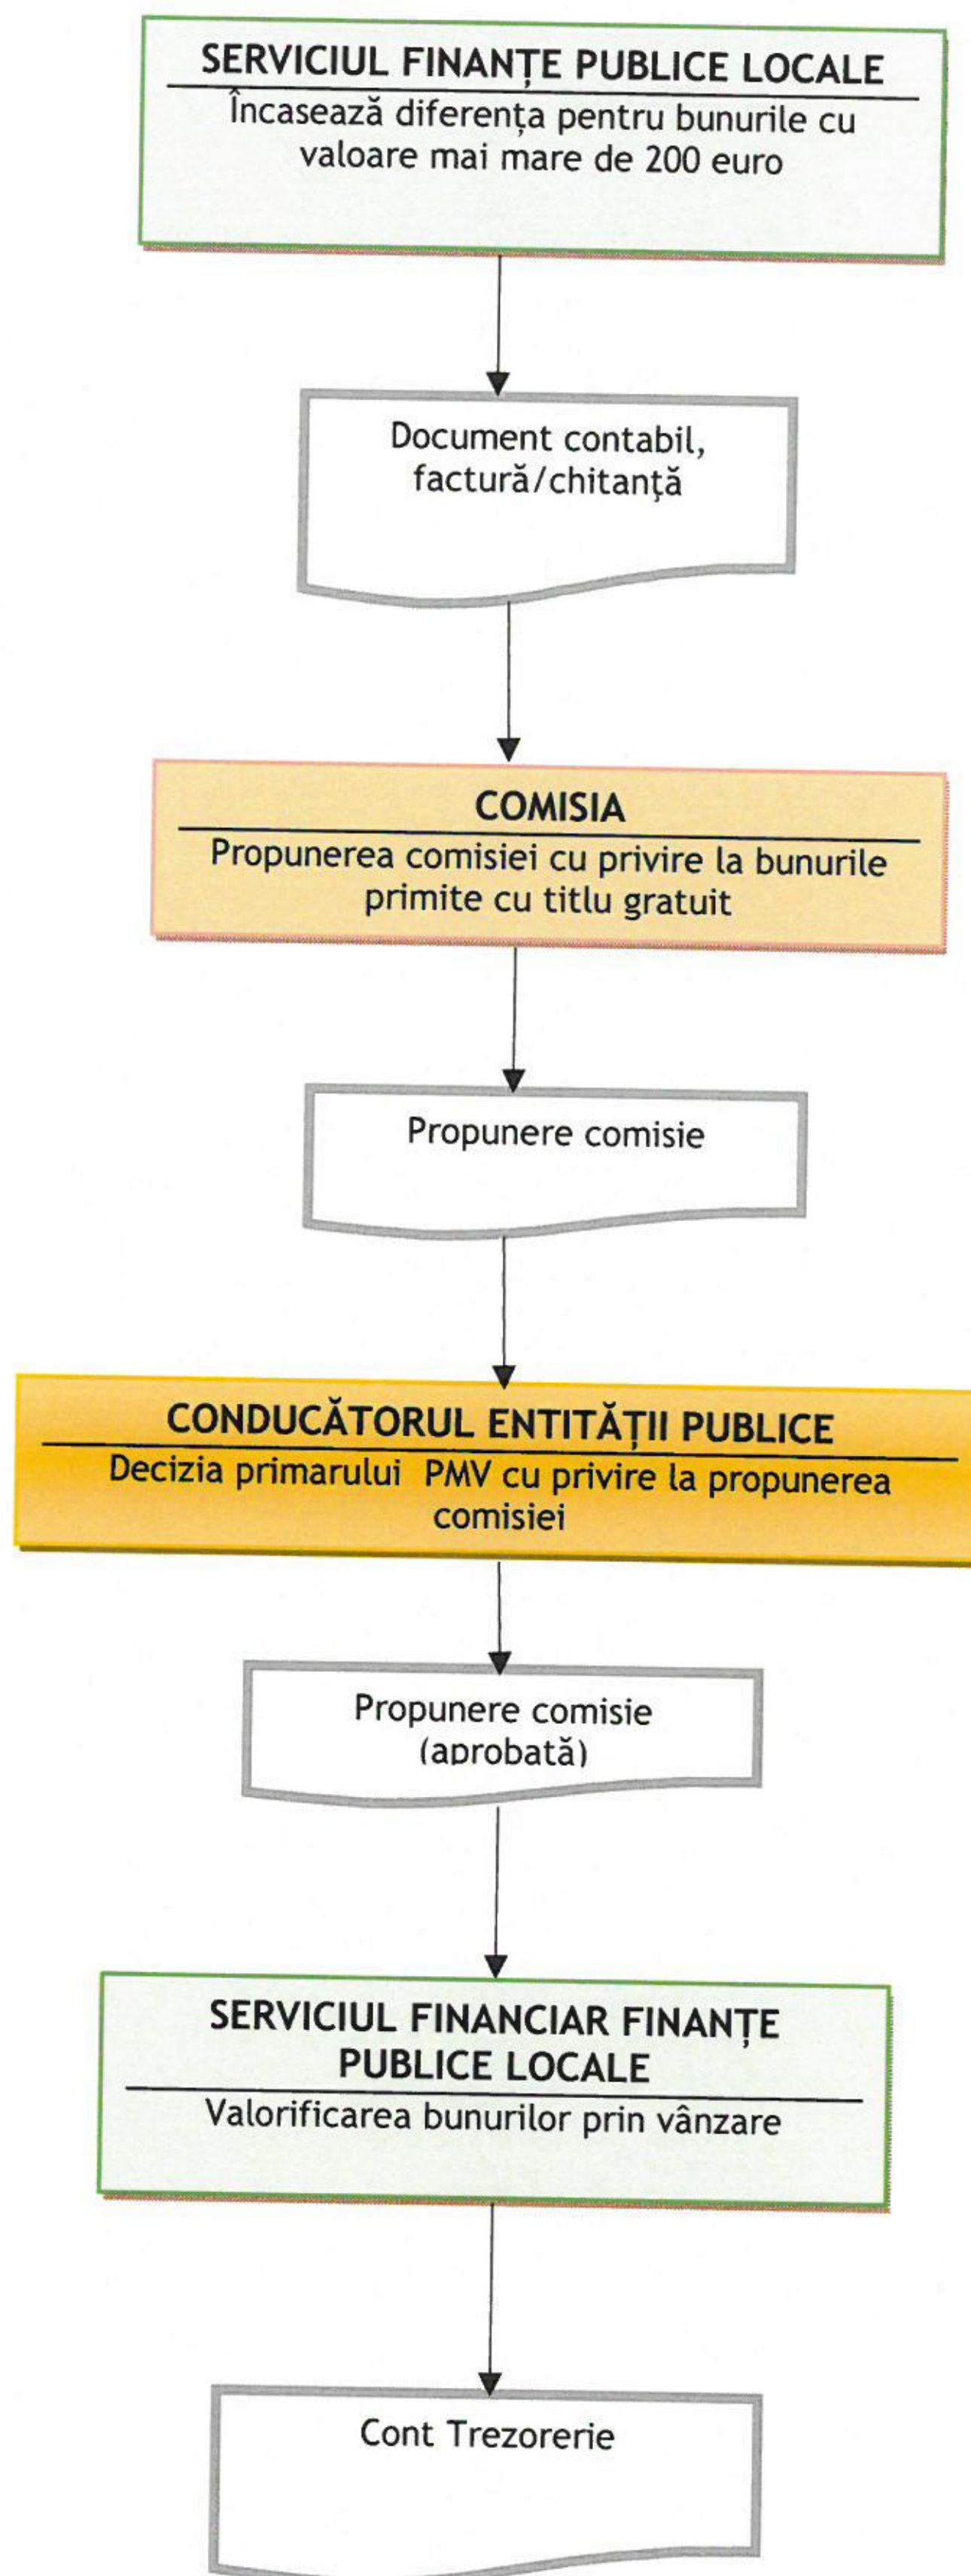 SERVICIUL FINANȚE PUBLICE LOCALE
Încasează diferența pentru bunurile cu
valoare mai mare de 200 euro
Document contabil,
factură/chitanță
COMISIA
Propunerea comisiei cu privire la bunurile
primite cu titlu gratuit
Propunere comisie
CONDUCĂTORUL ENTITĂȚII PUBLICE
Decizia primarului PMV cu privire la propunerea
comisiei
Propunere comisie
(aprobată)
SERVICIUL FINANCIAR FINANȚE
PUBLICE LOCALE
Valorificarea bunurilor prin vânzare
Cont Trezorerie